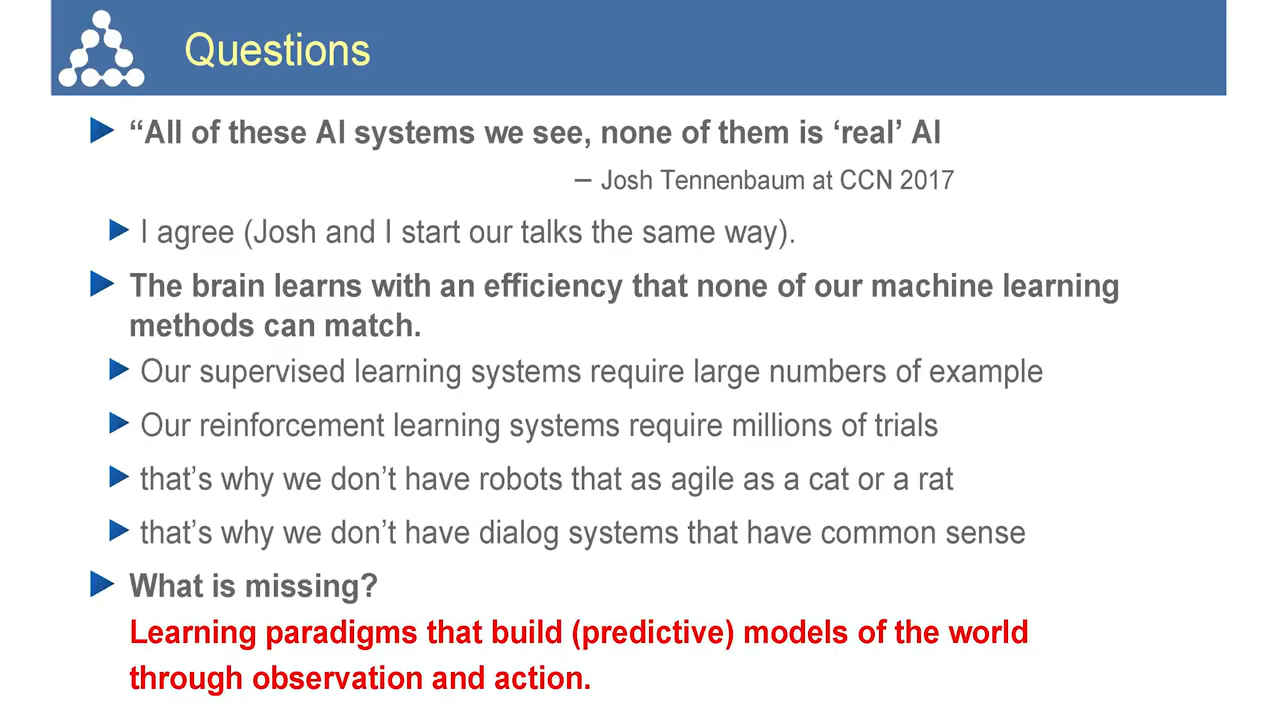 Questions
“All of these AI systems we see, none of them is ‘real’ AI
– Josh Tennenbaum at CCN 2017
I agree (Josh and I start our talks the same way).
The brain learns with an efficiency that none of our machine learning
methods can match.
Our supervised learning systems require large numbers of example
Our reinforcement learning systems require millions of trials
that’s why we don’t have robots that as agile as a cat or a rat
that’s why we don’t have dialog systems that have common sense
What is missing?
Learning paradigms that build (predictive) models of the world
through observation and action.